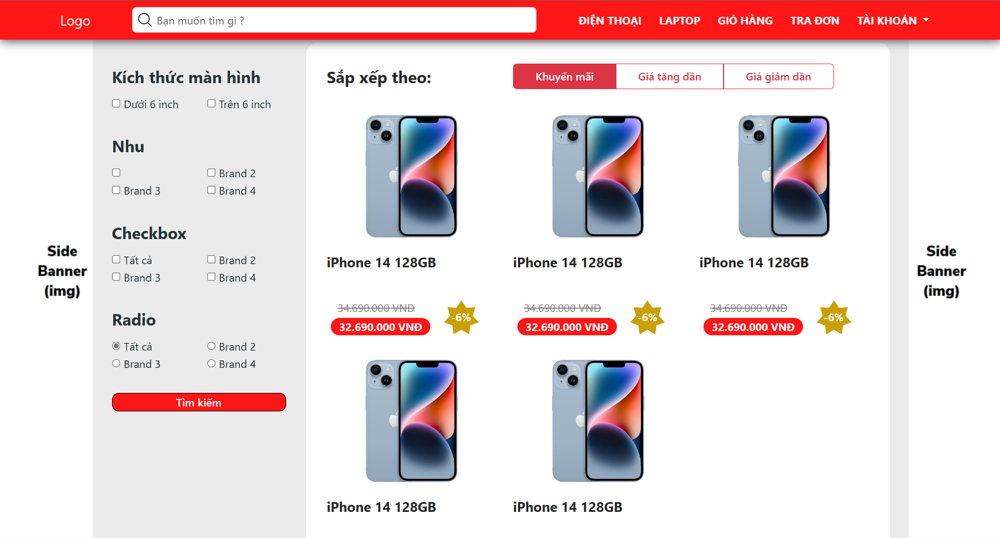 Logo
Bạn muốn tìm gì ?
ĐIỆN THOẠI
LAPTOP
GIỎ HÀNG
TRA ĐƠN
TÀI KHOẢN
Side
Banner
(img)
Kích thức màn hình
Dưới 6 inch
Trên 6 inch
Nhu
Brand 2
Brand 3
Brand 4
Checkbox
Tất cả
Brand 2
Brand 3
Brand 4
Radio
Tất cả
Brand 2
Brand 3
Brand 4
Tìm kiếm
Sắp xếp theo:
Khuyến mãi
Giá tăng dần
Giá giảm dần
iPhone 14 128GB
34.690.000 VNĐ
32.690.000 VNĐ
-6%
iPhone 14 128GB
34.690.000 VNĐ
32.690.000 VNĐ
-6%
iPhone 14 128GB
34.690.000 VNĐ
32.690.000 VNĐ
-6%
iPhone 14 128GB
iPhone 14 128GB
Side
Banner
(img)